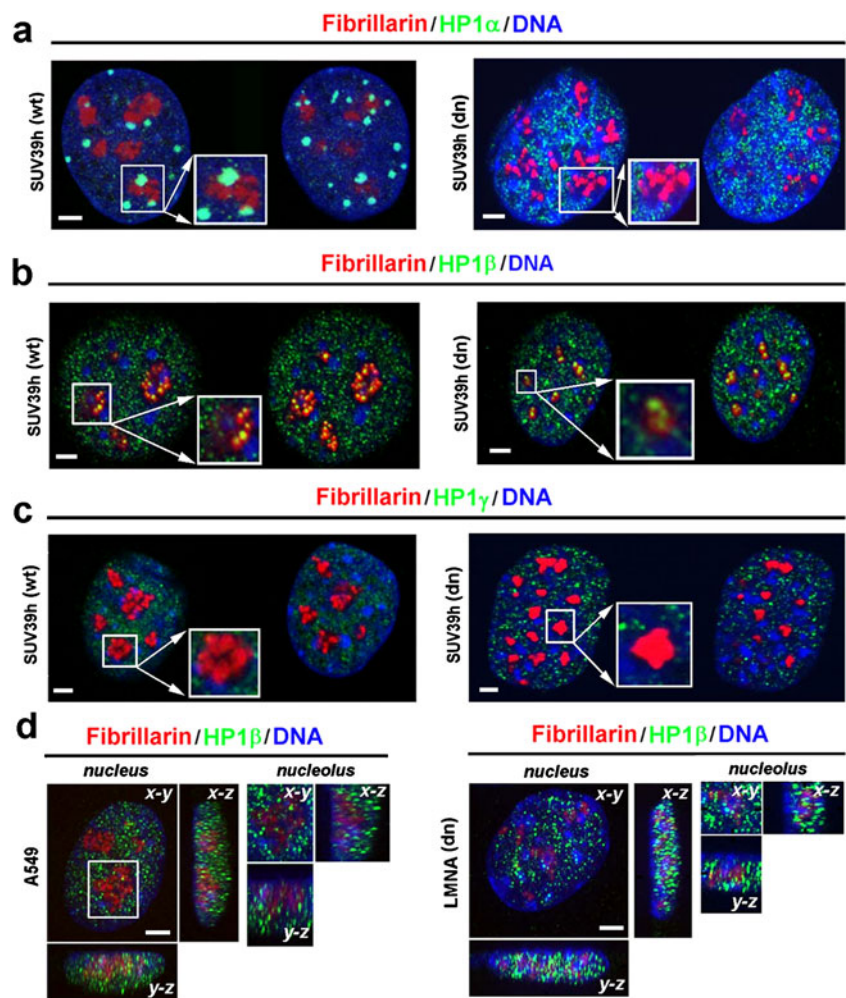 a
Fibrillarin/HP1α/DNA
SUV39h (wt)
SUV39h (dn)
b
Fibrillarin/HP1β/DNA
SUV39h (wt)
SUV39h (dn)
c
Fibrillarin/HP1γ/DNA
SUV39h (wt)
SUV39h (dn)
d
Fibrillarin/HP1β/DNA
Fibrillarin/HP1β/DNA
nucleus
nucleolus
nucleus
nucleolus
A549
x-y
x-z
x-y
x-z
y-z
y-z
LMNA (dn)
x-y
x-z
x-y
x-z
y-z
y-z